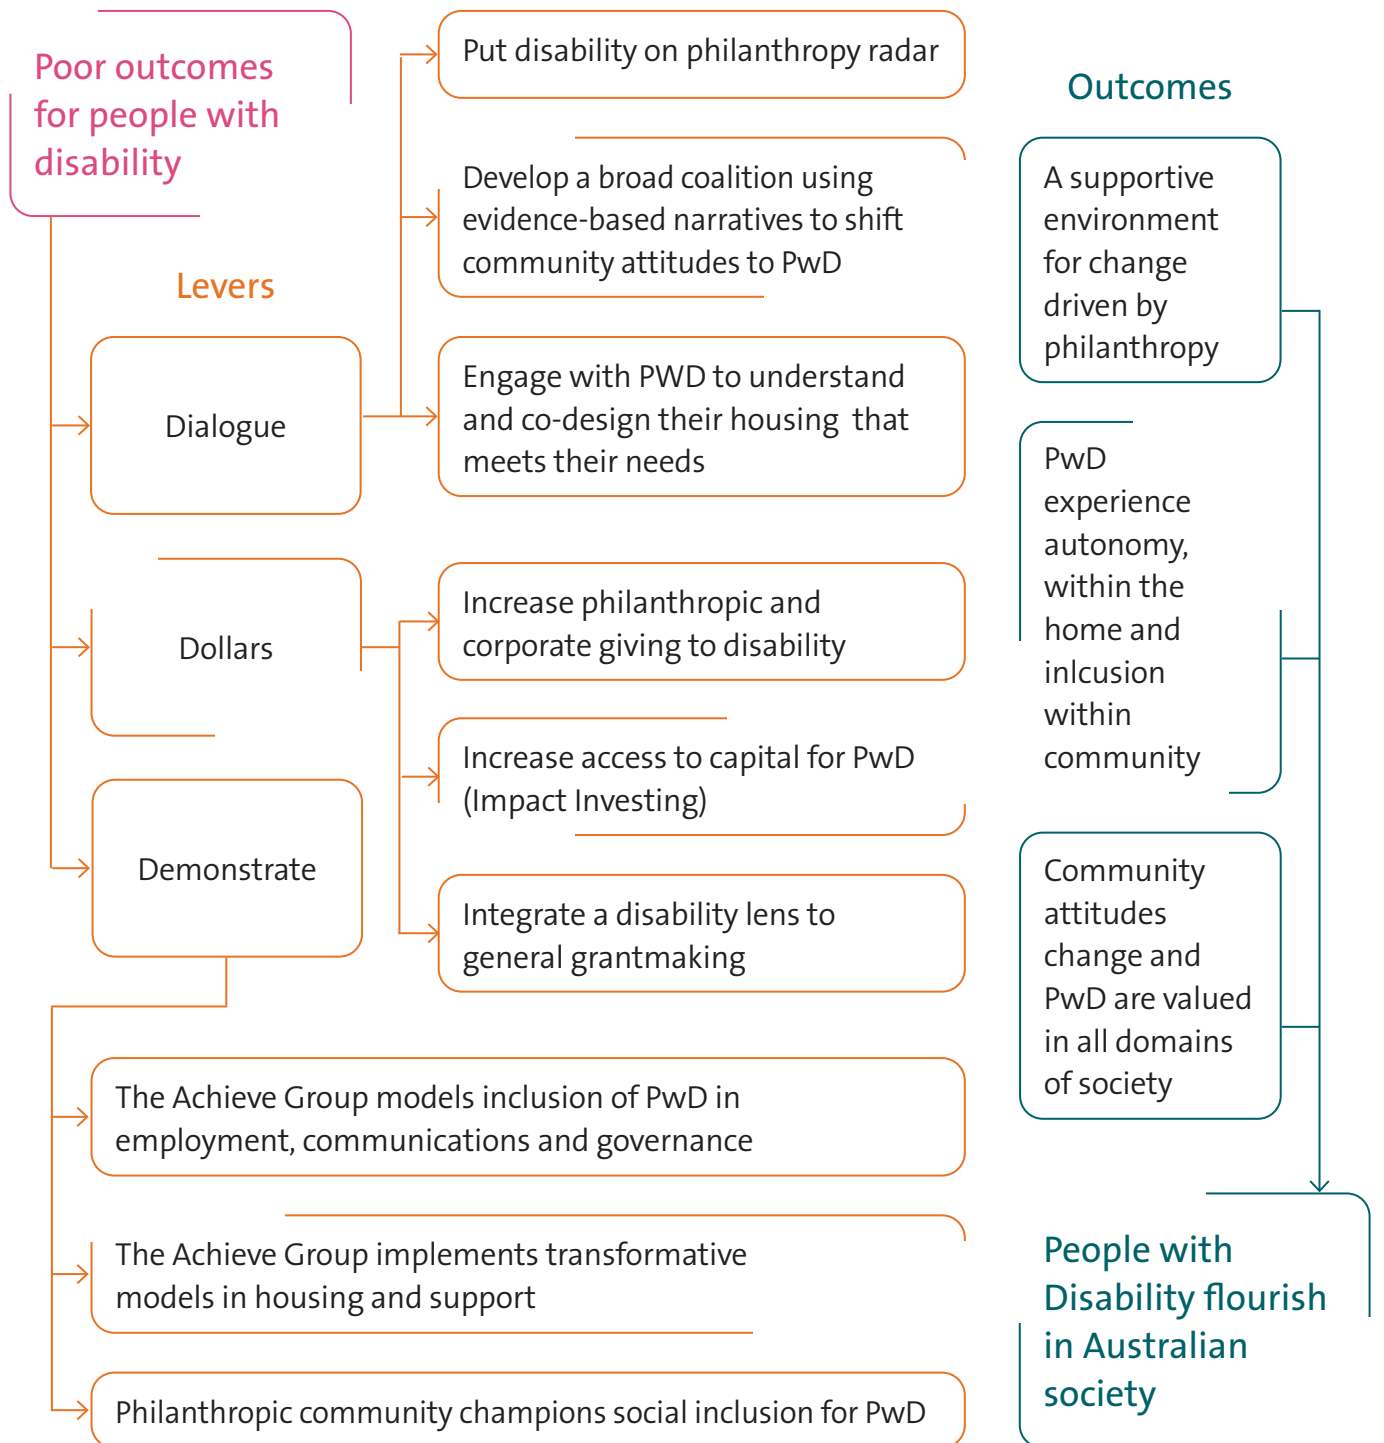 Poor outcomes
for people with
disability
Levers
Dialogue
Put disability on philanthropy radar
Develop a broad coalition using
evidence-based narratives to shift
community attitudes to PwD
Engage with PWD to understand
and co-design their housing that
meets their needs
Dollars
Increase philanthropic and
corporate giving to disability
Increase access to capital for PwD
(Impact Investing)
Integrate a disability lens to
general grantmaking
Demonstrate
The Achieve Group models inclusion of PwD in
employment, communications and governance
The Achieve Group implements transformative
models in housing and support
Philanthropic community champions social inclusion for PwD
Outcomes
A supportive
environment
for change
driven by
philanthropy
PwD
experience
autonomy,
within the
home and
inlcusion
within
community
Community
attitudes
change and
PwD are valued
in all domains
of society
People with
Disability flourish
in Australian
society